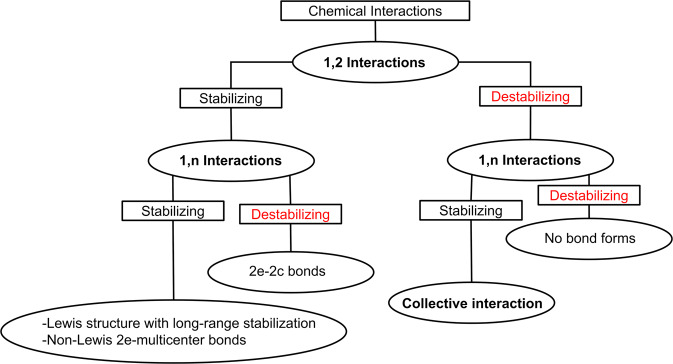 Chemical Interactions
1,2 Interactions
Stabilizing
Destabilizing
1,n Interactions
1,n Interactions
Stabilizing
Destabilizing
Stabilizing
Destabilizing
2e-2c bonds
No bond forms
Collective interaction
-Lewis structure with long-range stabilization
-Non-Lewis 2e-multicenter bonds